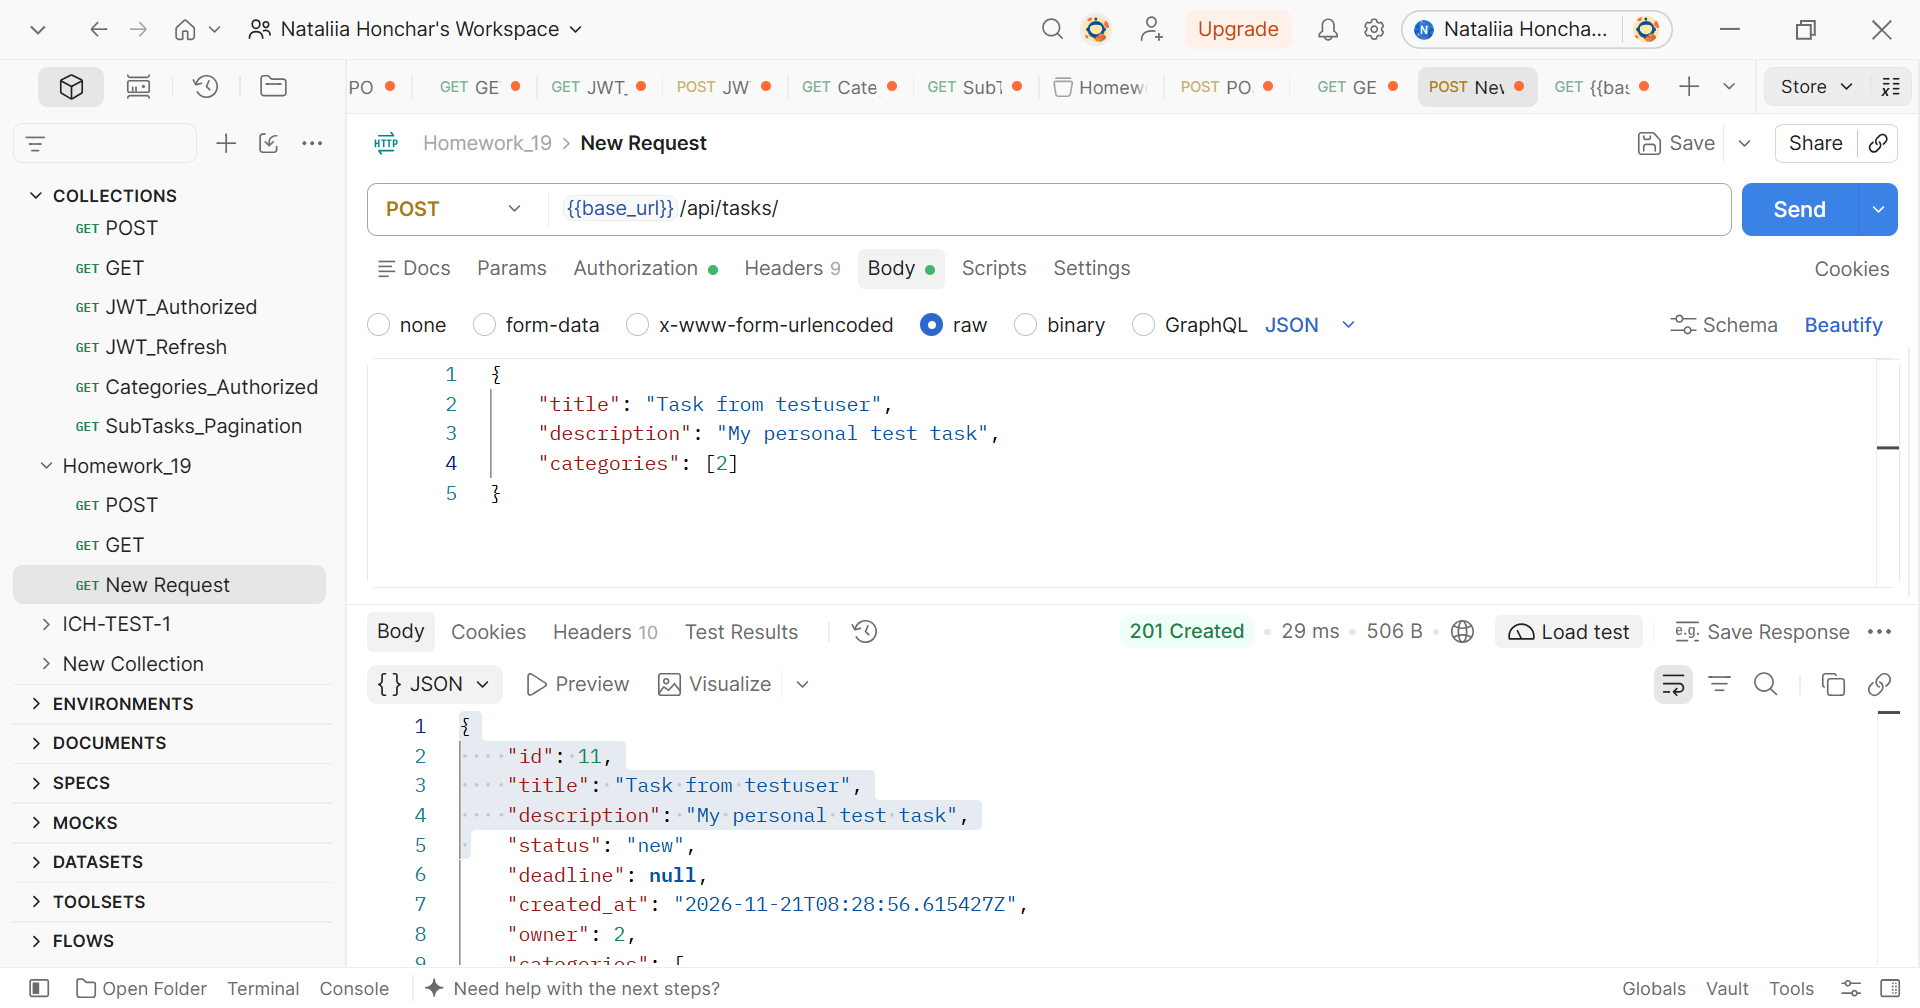 Nataliia Honchar's Workspace
Upgrade
N Nataliia Honcha...
PO
GET GE
GET JWT_
POST JW
GET Cate
GET SubT
Homew
POST PO
GET GE
POST Nev
GET {{bas
Store
HTTP Homework_19 > New Request
Save
Share
COLLECTIONS
GET POST
GET GET
GET JWT_Authorized
GET JWT_Refresh
GET Categories_Authorized
GET SubTasks_Pagination
Homework_19
GET POST
GET GET
GET New Request
ICH-TEST-1
New Collection
ENVIRONMENTS
DOCUMENTS
SPECS
MOCKS
DATASETS
TOOLSETS
FLOWS
POST {{base_url}} /api/tasks/
Send
Docs Params Authorization Headers 9 Body Scripts Settings
Cookies
none form-data x-www-form-urlencoded raw binary GraphQL JSON
Schema Beautify
1 {
2 "title": "Task from testuser",
3 "description": "My personal test task",
4 "categories": [2]
5 }
Body Cookies Headers 10 Test Results
201 Created 29 ms 506 B
Load test
e.g. Save Response
{} JSON Preview Visualize
1 {
2 "id": 11,
3 "title": "Task from testuser",
4 "description": "My personal test task",
5 "status": "new",
6 "deadline": null,
7 "created_at": "2026-11-21T08:28:56.615427Z",
8 "owner": 2,
9 "categories": [
Open Folder Terminal Console Need help with the next steps?
Globals Vault Tools